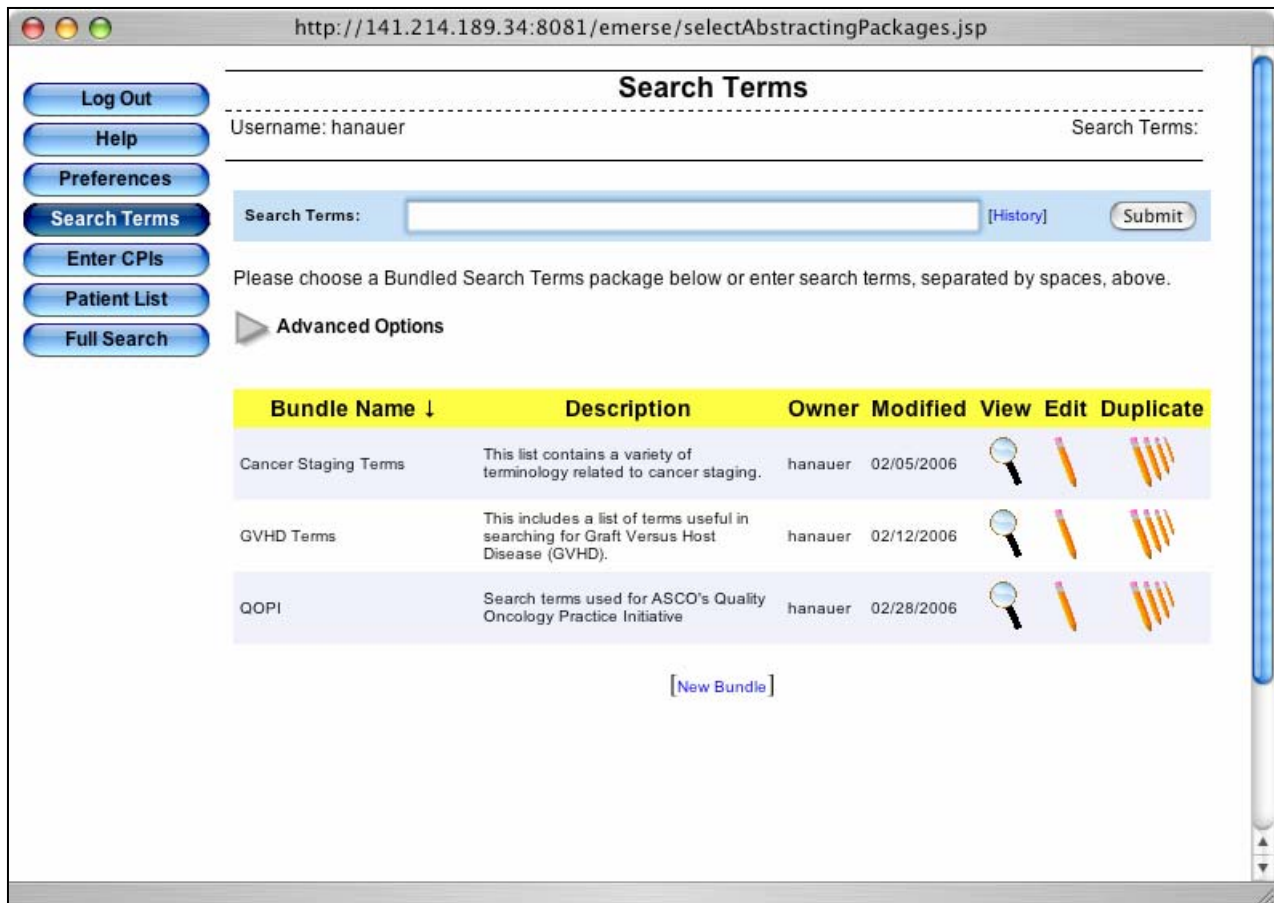 http://141.214.189.34:8081/emerse/selectAbstractingPackages.jsp
Log Out
Help
Preferences
Search Terms
Enter CPIs
Patient List
Full Search
Search Terms
Username: hanauer
Search Terms:
Search Terms:
[History]
Submit
Please choose a Bundled Search Terms package below or enter search terms, separated by spaces, above.
Advanced Options
Bundle Name ↓ Description Owner Modified View Edit Duplicate
Cancer Staging Terms
This list contains a variety of
terminology related to cancer staging.
hanauer 02/05/2006
GVHD Terms
This includes a list of terms useful in
searching for Graft Versus Host
Disease (GVHD).
hanauer 02/12/2006
QOPI
Search terms used for ASCO's Quality
Oncology Practice Initiative
hanauer 02/28/2006
[New Bundle]